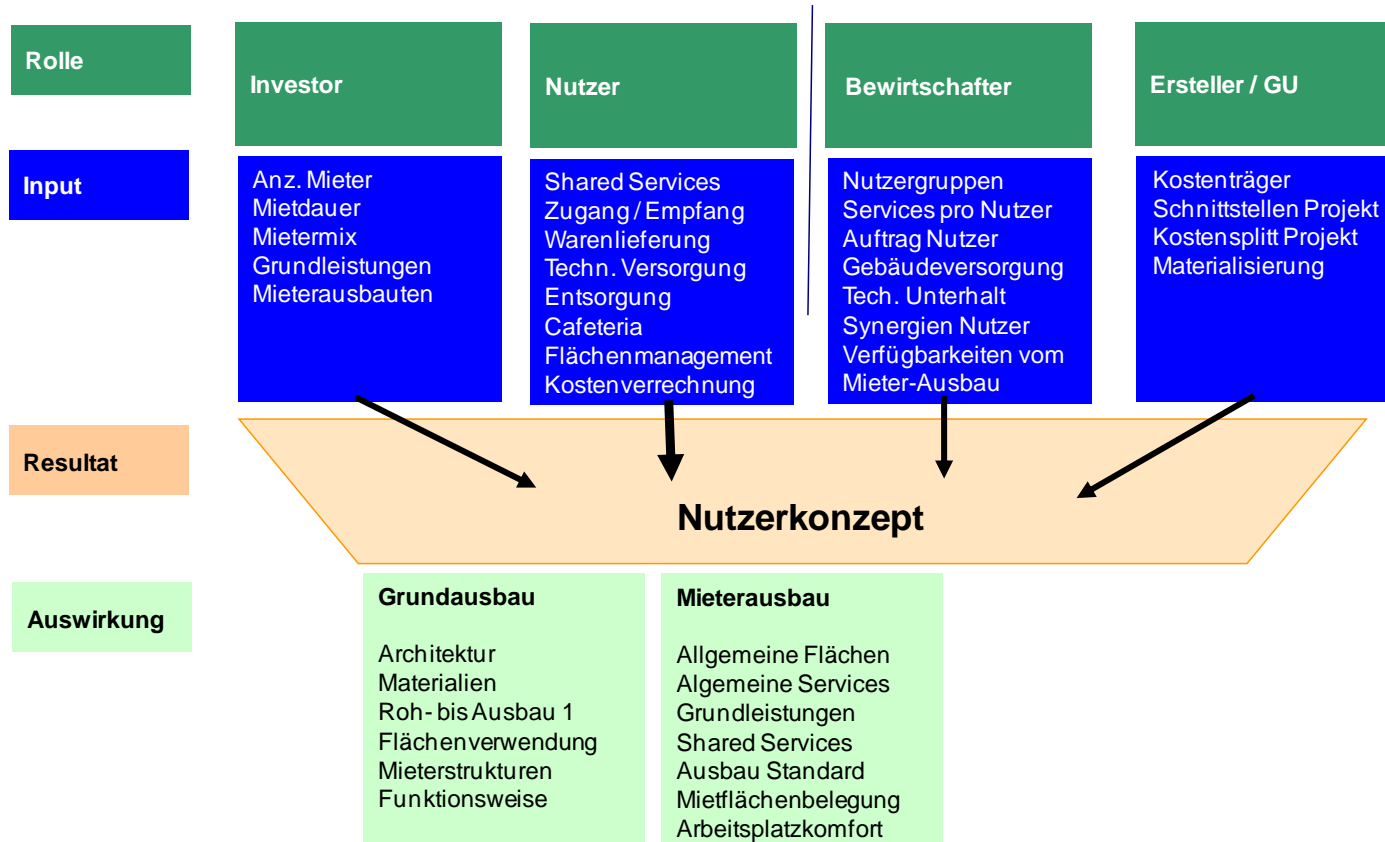 Rolle
Investor
Nutzer
Bewirtschafter
Ersteller / GU
Input
Anz. Mieter
Mietdauer
Mietermix
Grundleistungen
Mieterausbauten
Shared Services
Zugang / Empfang
Warenlieferung
Techn. Versorgung
Entsorgung
Cafeteria
Flächenmanagement
Kostenverrechnung
Nutzergruppen
Services pro Nutzer
Auftrag Nutzer
Gebäudeversorgung
Tech. Unterhalt
Synergien Nutzer
Verfügbarkeiten vom
Mieter-Ausbau
Kostenträger
Schnittstellen Projekt
Kostensplitt Projekt
Materialisierung
Resultat
Nutzerkonzept
Auswirkung
Grundausbau
Architektur
Materialien
Roh- bis Ausbau 1
Flächenverwendung
Mieterstrukturen
Funktionsweise
Mieterausbau
Allgemeine Flächen
Algemeine Services
Grundleistungen
Shared Services
Ausbau Standard
Mietflächenbelegung
Arbeitsplatzkomfort